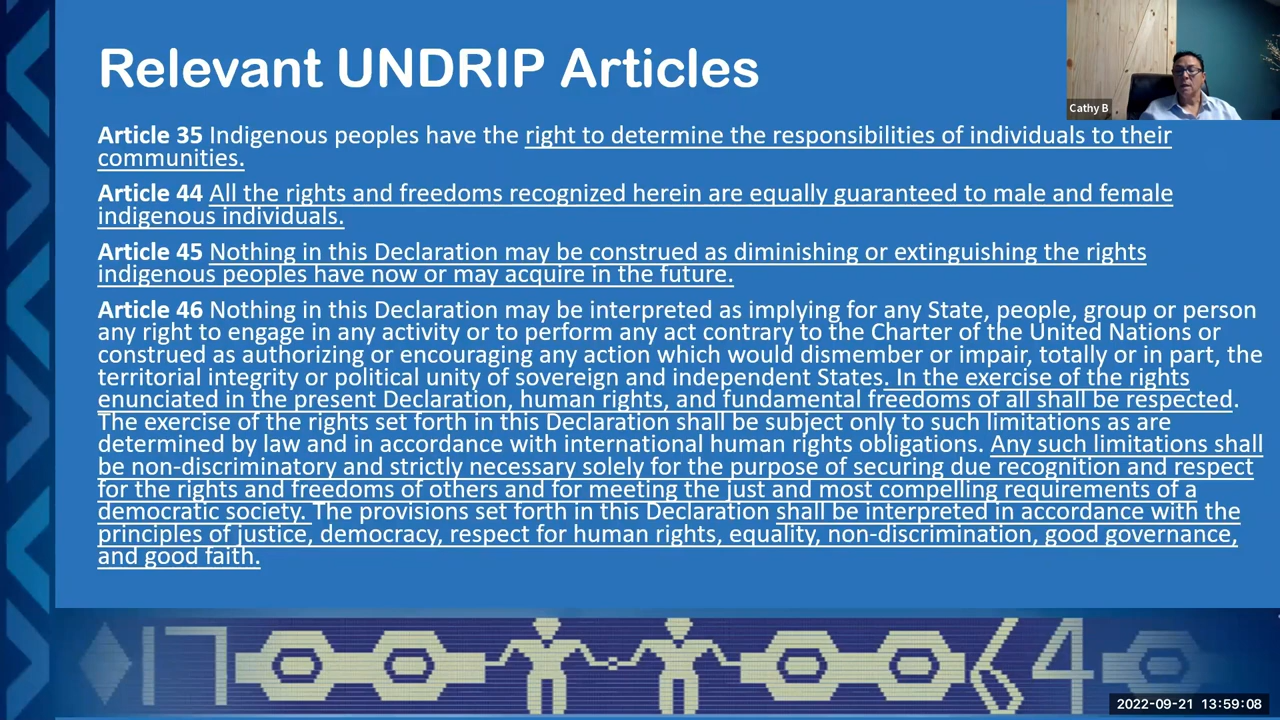 Relevant UNDRIP Articles
Cathy B
Article 35 Indigenous peoples have the right to determine the responsibilities of individuals to their
communities.
Article 44 All the rights and freedoms recognized herein are equally guaranteed to male and female
indigenous individuals.
Article 45 Nothing in this Declaration may be construed as diminishing or extinguishing the rights
indigenous peoples have now or may acquire in the future.
Article 46 Nothing in this Declaration may be interpreted as implying for any State, people, group or person
any right to engage in any activity or to perform any act contrary to the Charter of the United Nations or
construed as authorizing or encouraging any action which would dismember or impair, totally or in part, the
territorial integrity or political unity of sovereign and independent States. In the exercise of the rights
enunciated in the present Declaration, human rights, and fundamental freedoms of all shall be respected.
The exercise of the rights set forth in this Declaration shall be subject only to such limitations as are
determined by law and in accordance with international human rights obligations. Any such limitations shall
be non-discriminatory and strictly necessary solely for the purpose of securing due recognition and respect
for the rights and freedoms of others and for meeting the just and most compelling requirements of a
democratic society. The provisions set forth in this Declaration shall be interpreted in accordance with the
principles of justice, democracy, respect for human rights, equality, non-discrimination, good governance,
and good faith.
17 64
2022-09-21 13:59:08